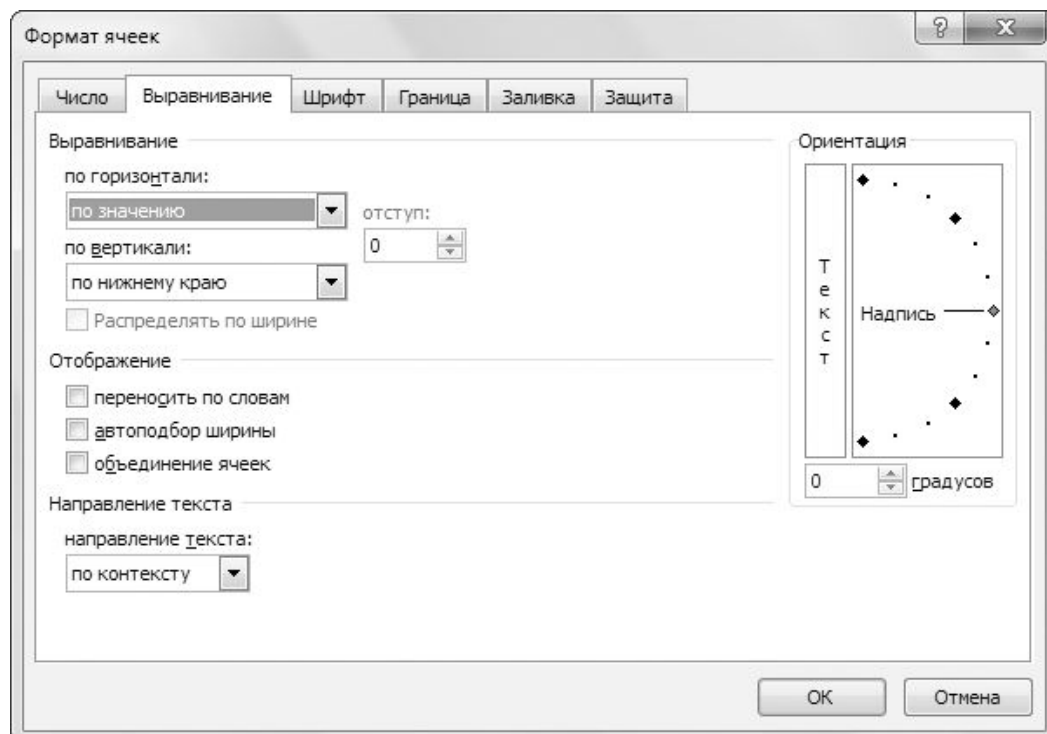 Формат ячеек
Число Выравнивание Шрифт Граница Заливка Защита
Выравнивание
по горизонтали:
по значению
отступ:
0
по вертикали:
по нижнему краю
Распределять по ширине
Отображение
переносить по словам
автоподбор ширины
объединение ячеек
Направление текста
направление текста:
по контексту
Ориентация
Текст
Надпись
0 градусов
ОК Отмена